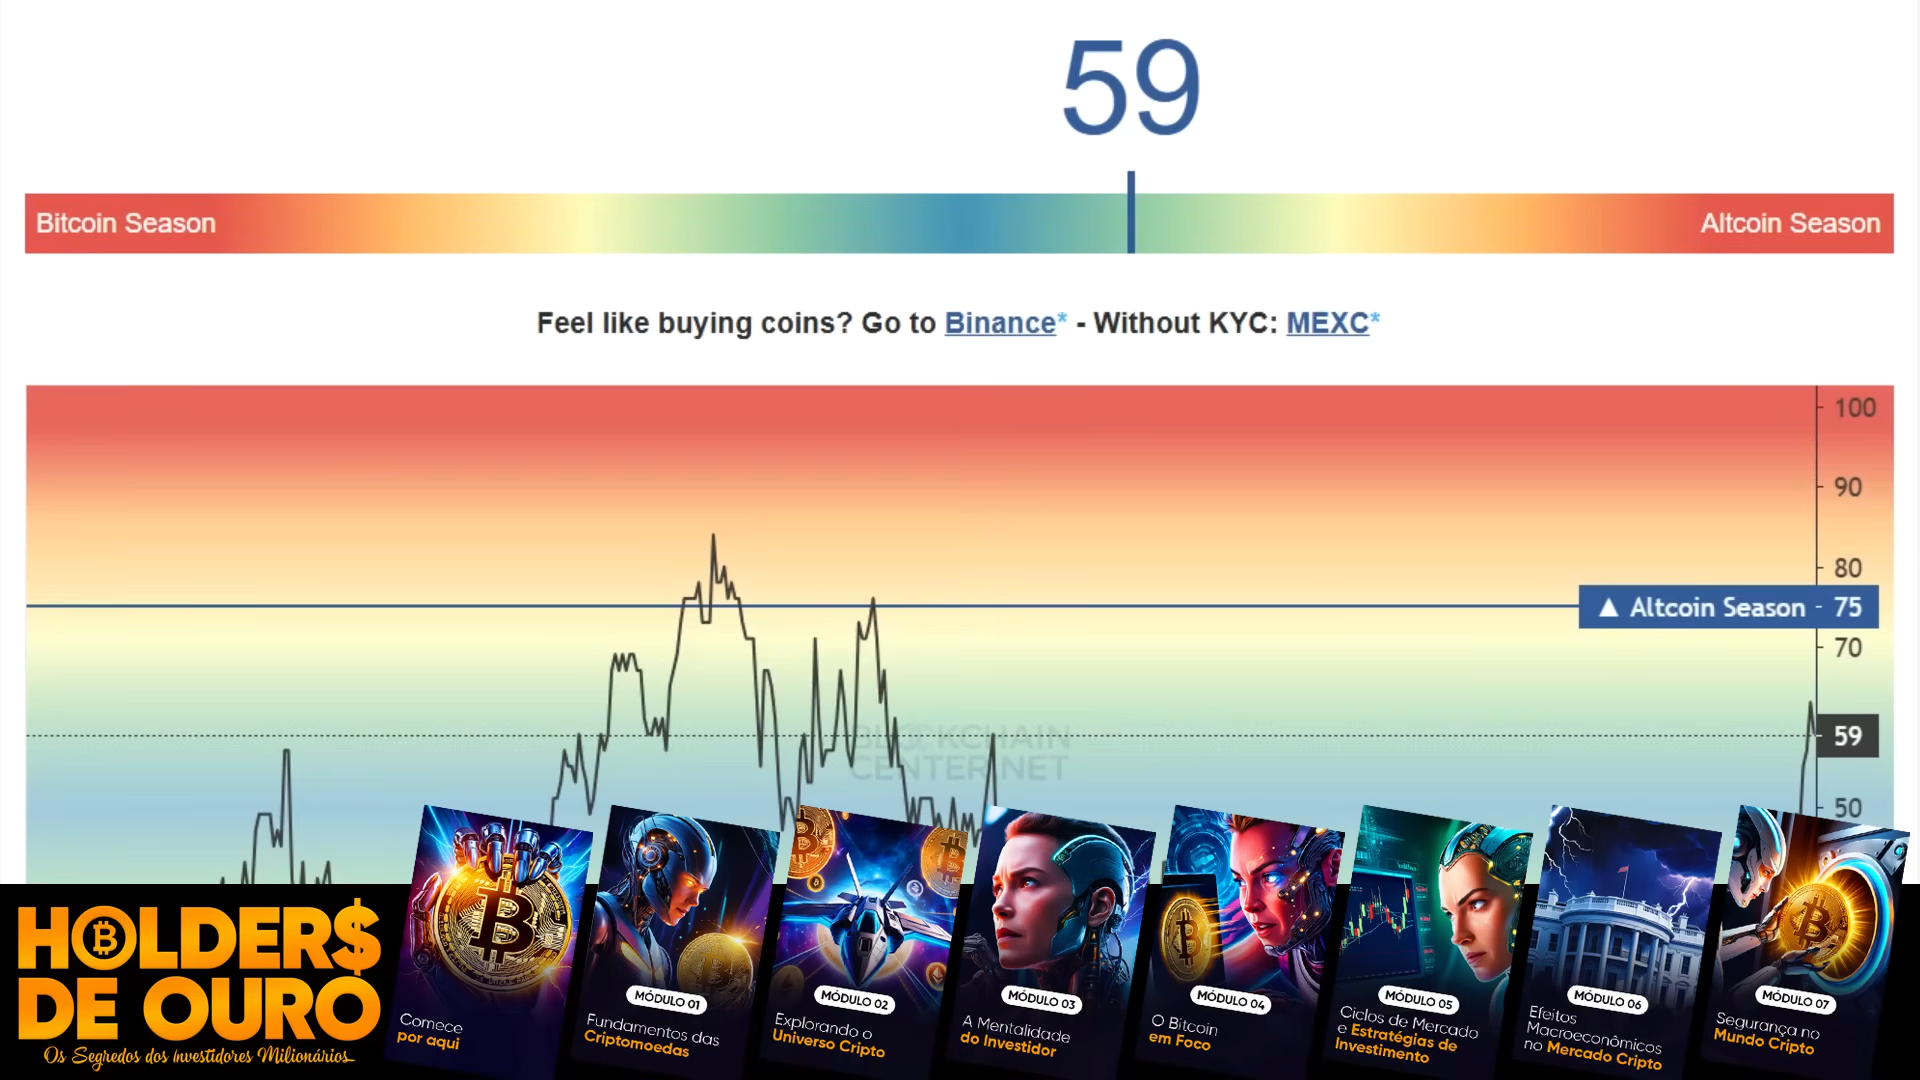 59
Bitcoin Season
Altcoin Season
Feel like buying coins? Go to Binance* - Without KYC: MEXC*
100
90
80
▲ Altcoin Season - 75
70
59
50
BLOCKCHAIN
CENTER.NET
HOLDER$
DE OURO
Os Segredos dos investidores Milionários...
Comece
por aqui
MÓDULO 01
Fundamentos das
Criptomoedas
MÓDULO 02
Explorando o
Universo Cripto
MÓDULO 03
A Mentalidade
do Investidor
MÓDULO 04
O Bitcoin
em Foco
MÓDULO 05
Ciclos de Mercado
e Estratégias de
Investimento
MÓDULO 06
Efeitos
Macroeconômicos
no Mercado Cripto
MÓDULO 07
Segurança no
Mundo Cripto